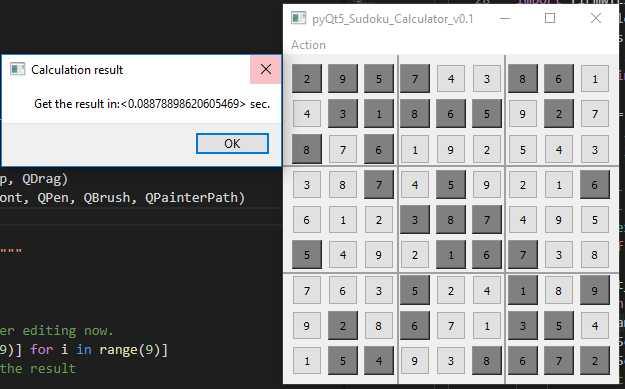 pyQt5_Sudoku_Calculator_v0.1
Action
Calculation result
Get the result in:<0.08878898620605469> sec.
OK
2 9 5 7 4 3 8 6 1
4 3 1 8 6 5 9 2 7
8 7 6 1 9 2 5 4 3
3 8 7 4 5 9 2 1 6
6 1 2 3 8 7 4 9 5
5 4 9 2 1 6 7 3 8
7 6 3 5 2 4 1 8 9
9 2 8 6 7 1 3 5 4
1 5 4 9 3 8 6 7 2
p, QDrag)
ont, QPen, QBrush, QPainterPath)
"""
er editing now.
9)] for i in range(9)]
the result